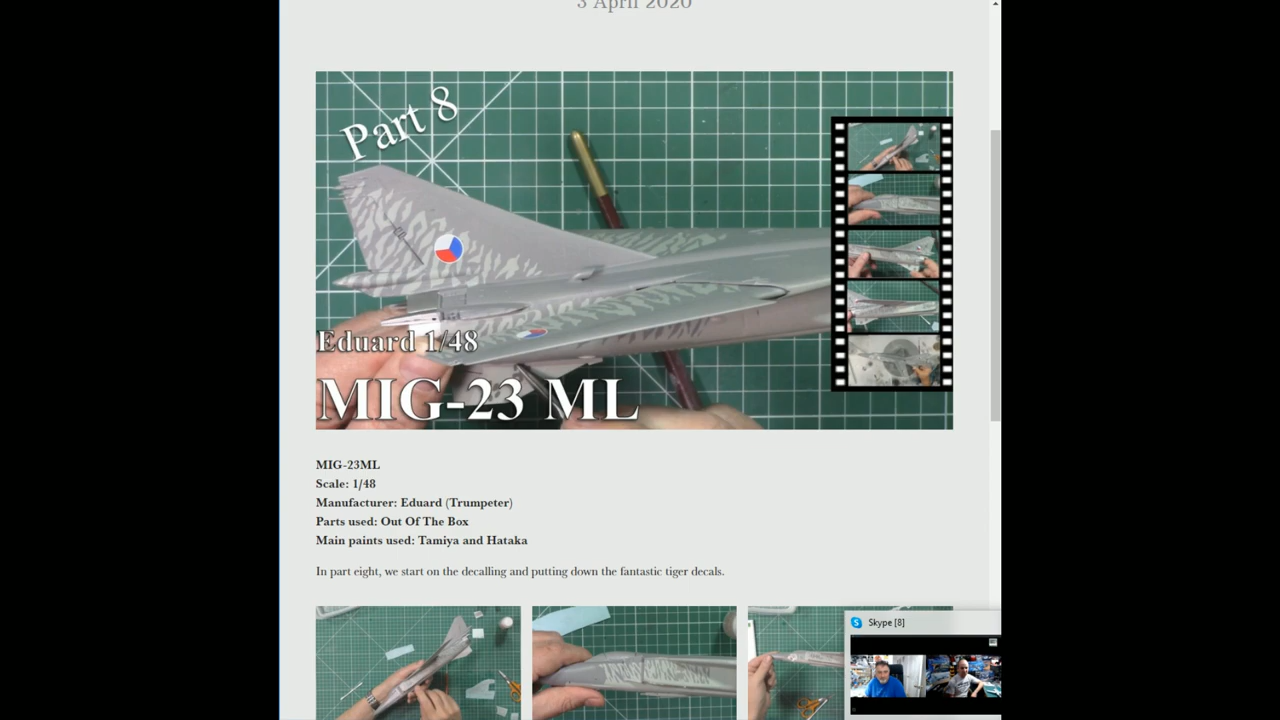 3 April 2020
Part 8
Eduard 1/48
MIG-23 ML
MIG-23ML
Scale: 1/48
Manufacturer: Eduard (Trumpeter)
Parts used: Out Of The Box
Main paints used: Tamiya and Hataka
In part eight, we start on the decalling and putting down the fantastic tiger decals.
Skype [8]